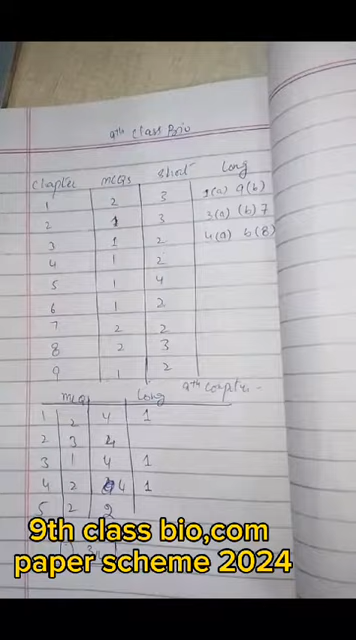 9th class Bio
chapter MCQs Short Long
1 2 3 1(a) 9(b)
2 1 3 3(a) (b) 7
3 1 2 4(a) b(8)
4 1 2
5 1 4
6 1 2
7 2 2
8 2 3
9 1 2
9th computer -
MCQ Long
1 2 4 1
2 3 4
3 1 4 1
4 2 4 1
5 2 2
9th class bio,com
paper scheme 2024